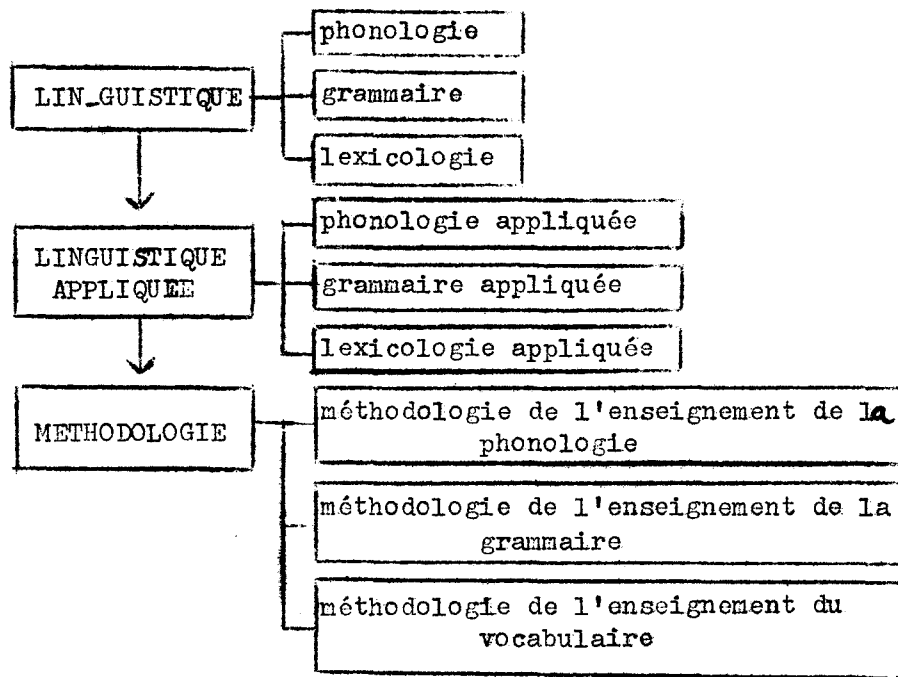 phonologie
LIN_GUISTIQUE
grammaire
lexicologie
phonologie appliquée
LINGUISTIQUE
APPLIQUEE
grammaire appliquée
lexicologie appliquée
METHODOLOGIE
méthodologie de l'enseignement de la
phonologie
méthodologie de l'enseignement de la
grammaire
méthodologie de l'enseignement du
vocabulaire